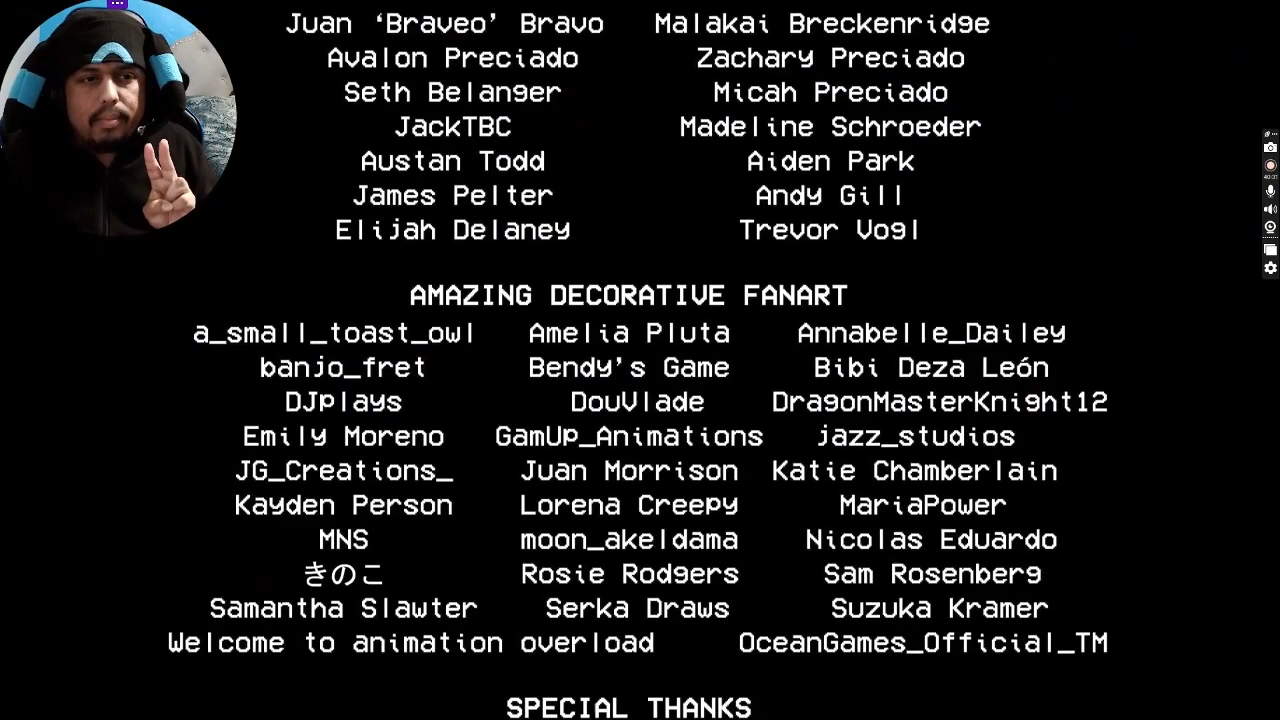 Juan ‘Braveo’ Bravo Malakai Breckenridge
Avalon Preciado Zachary Preciado
Seth Belanger Micah Preciado
JackTBC Madeline Schroeder
Austan Todd Aiden Park
James Pelter Andy Gill
Elijah Delaney Trevor Vogl
AMAZING DECORATIVE FANART
a_small_toast_owl Amelia Pluta Annabelle_Dailey
banjo_fret Bendy’s Game Bibi Deza León
DJplays DouVlade DragonMasterKnight12
Emily Moreno GamUp_Animations jazz_studios
JG_Creations_ Juan Morrison Katie Chamberlain
Kayden Person Lorena Creepy MariaPower
MNS moon_akeldama Nicolas Eduardo
きのこ Rosie Rodgers Sam Rosenberg
Samantha Slawter Serka Draws Suzuka Kramer
Welcome to animation overload OceanGames_Official_TM
SPECIAL THANKS